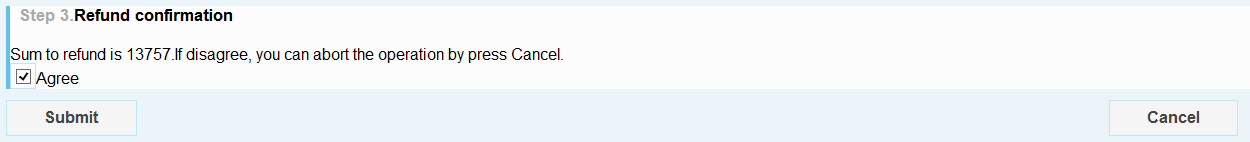 Step 3.Refund confirmation
Sum to refund is 13757.If disagree, you can abort the operation by press Cancel.
Agree
Submit Cancel